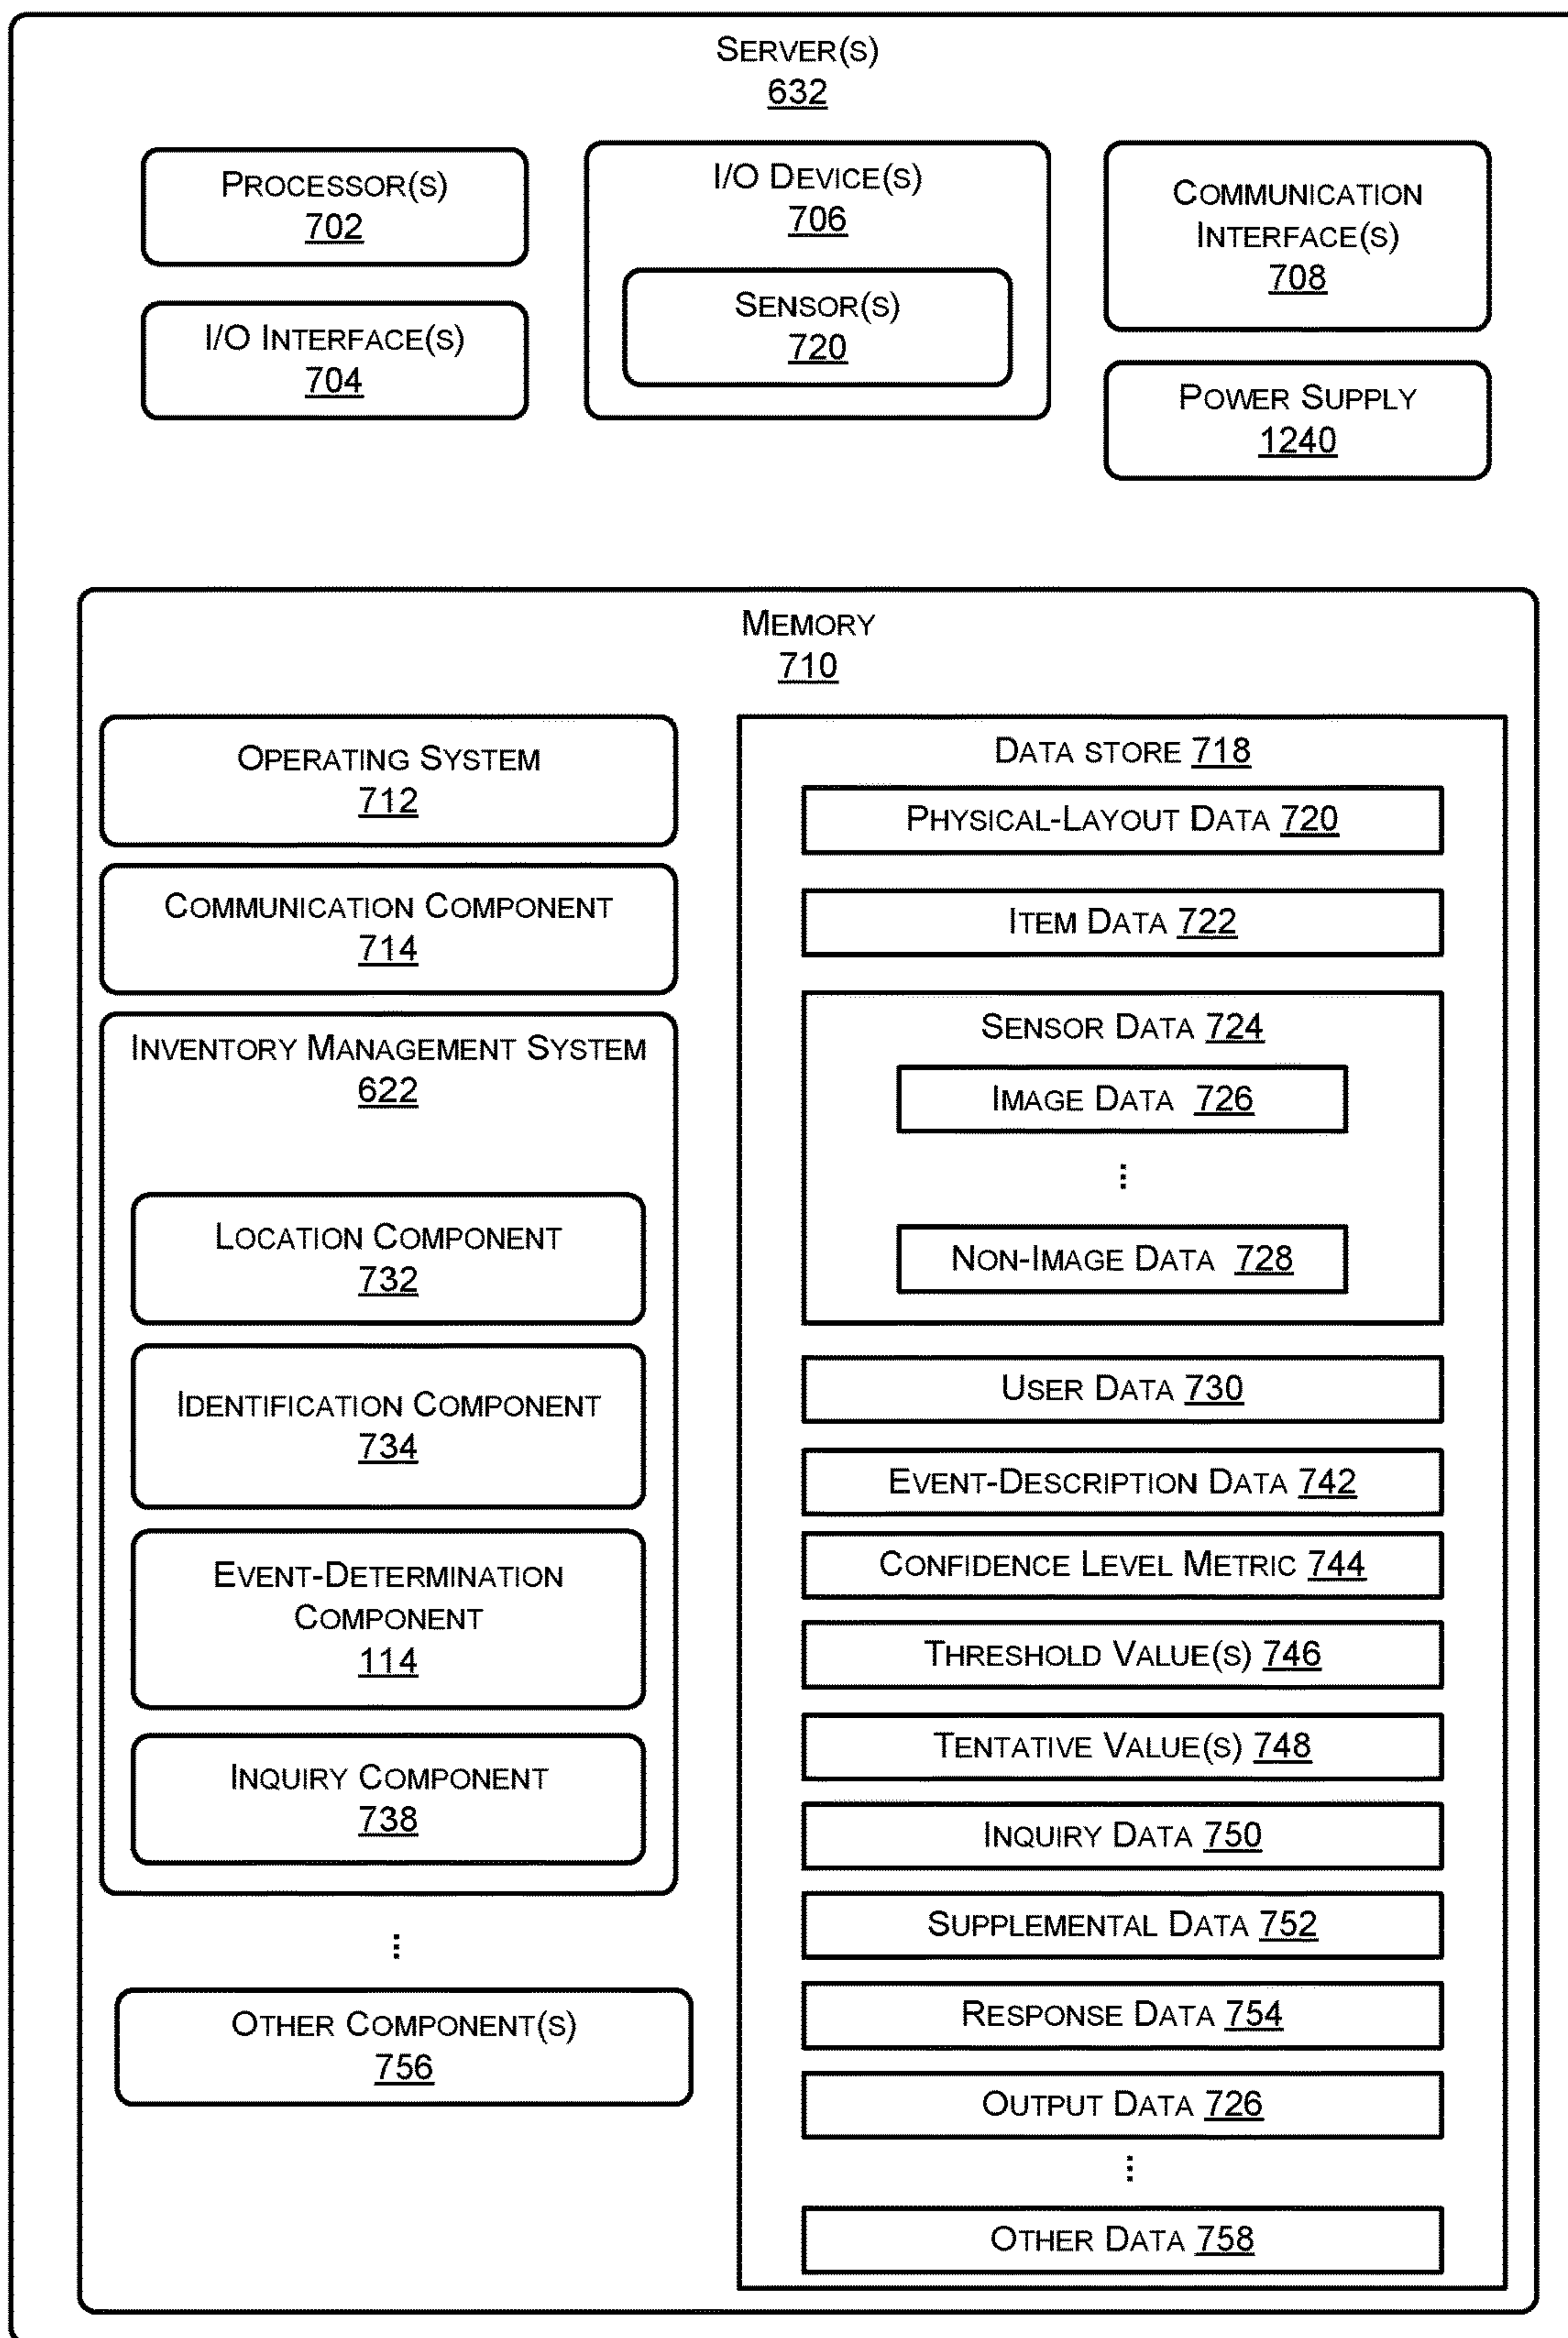 SERVER(S)
632
PROCESSOR(S)
702
I/O INTERFACE(S)
704
I/O DEVICE(S)
706
SENSOR(S)
720
COMMUNICATION
INTERFACE(S)
708
POWER SUPPLY
1240
MEMORY
710
OPERATING SYSTEM
712
COMMUNICATION COMPONENT
714
INVENTORY MANAGEMENT SYSTEM
622
LOCATION COMPONENT
732
IDENTIFICATION COMPONENT
734
EVENT-DETERMINATION
COMPONENT
114
INQUIRY COMPONENT
738
⋮
OTHER COMPONENT(S)
756
DATA STORE 718
PHYSICAL-LAYOUT DATA 720
ITEM DATA 722
SENSOR DATA 724
IMAGE DATA 726
⋮
NON-IMAGE DATA 728
USER DATA 730
EVENT-DESCRIPTION DATA 742
CONFIDENCE LEVEL METRIC 744
THRESHOLD VALUE(S) 746
TENTATIVE VALUE(S) 748
INQUIRY DATA 750
SUPPLEMENTAL DATA 752
RESPONSE DATA 754
OUTPUT DATA 726
⋮
OTHER DATA 758